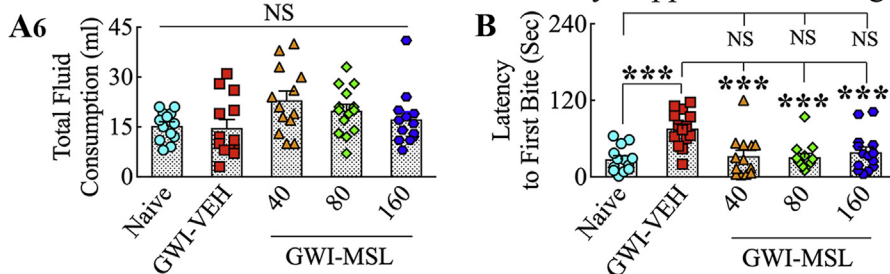 A6
NS
Total Fluid
Consumption (ml)
45
30
15
0
Naive
GWI-VEH
40
80
160
GWI-MSL
B
Latency
to First Bite (Sec)
240
120
0
NS
NS
NS
***
***
***
***
Naive
GWI-VEH
40
80
160
GWI-MSL